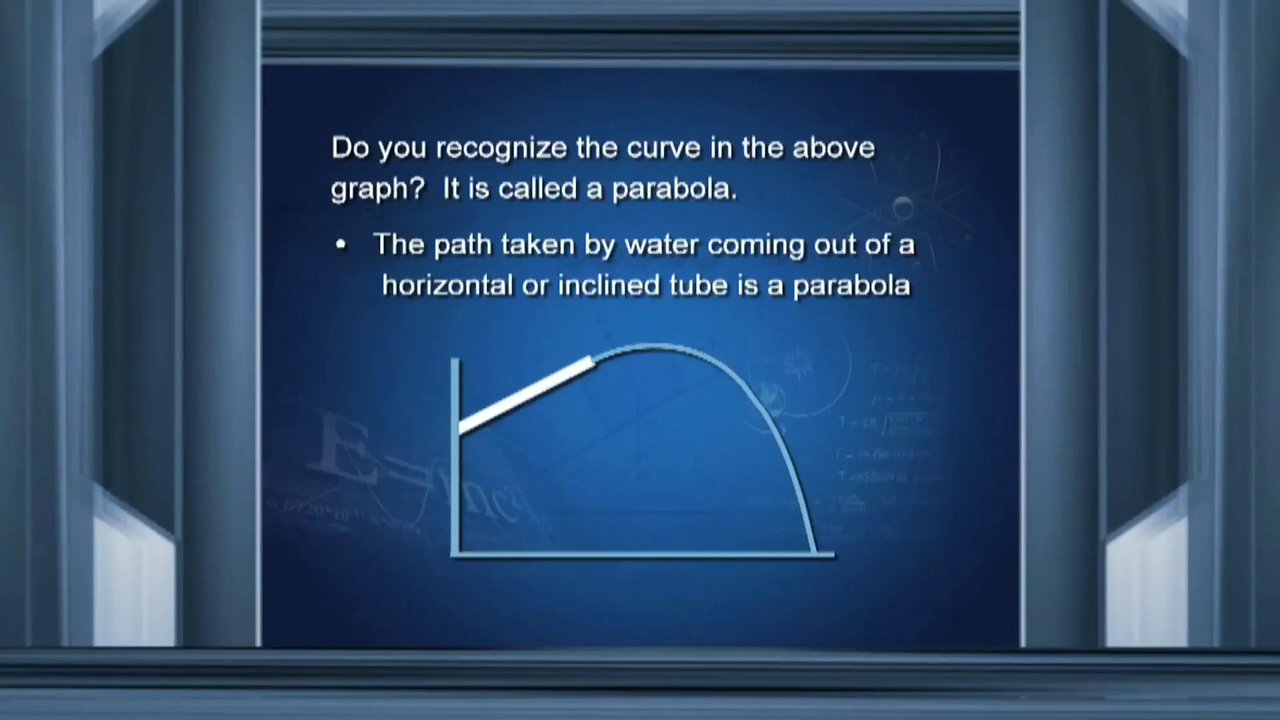 Do you recognize the curve in the above
graph? It is called a parabola.
• The path taken by water coming out of a
horizontal or inclined tube is a parabola
E=mc²